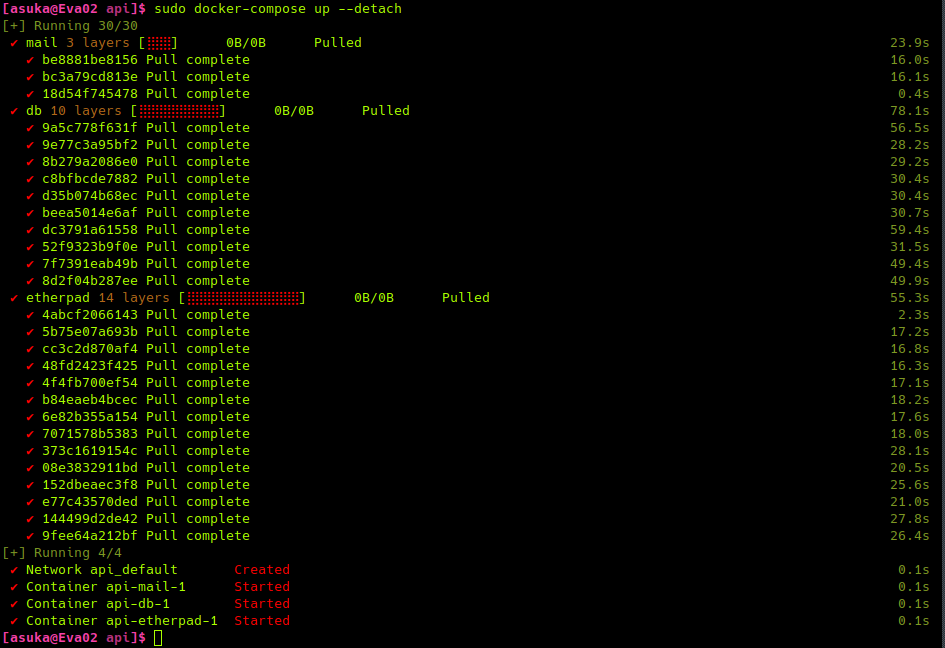 [asuka@Eva02 api]$ sudo docker-compose up --detach
[+] Running 30/30
✔ mail 3 layers [⣿⣿⣿] 0B/0B Pulled 23.9s
✔ be8881be8156 Pull complete 16.0s
✔ bc3a79cd813e Pull complete 16.1s
✔ 18d54f745478 Pull complete 0.4s
✔ db 10 layers [⣿⣿⣿⣿⣿⣿⣿⣿⣿⣿] 0B/0B Pulled 78.1s
✔ 9a5c778f631f Pull complete 56.5s
✔ 9e77c3a95bf2 Pull complete 28.2s
✔ 8b279a2086e0 Pull complete 29.2s
✔ c8bfbcde7882 Pull complete 30.4s
✔ d35b074b68ec Pull complete 30.4s
✔ beea5014e6af Pull complete 30.7s
✔ dc3791a61558 Pull complete 59.4s
✔ 52f9323b9f0e Pull complete 31.5s
✔ 7f7391eab49b Pull complete 49.4s
✔ 8d2f04b287ee Pull complete 49.9s
✔ etherpad 14 layers [⣿⣿⣿⣿⣿⣿⣿⣿⣿⣿⣿⣿⣿⣿] 0B/0B Pulled 55.3s
✔ 4abcf2066143 Pull complete 2.3s
✔ 5b75e07a693b Pull complete 17.2s
✔ cc3c2d870af4 Pull complete 16.8s
✔ 48fd2423f425 Pull complete 16.3s
✔ 4f4fb700ef54 Pull complete 17.1s
✔ b84eaeb4bcec Pull complete 18.2s
✔ 6e82b355a154 Pull complete 17.6s
✔ 7071578b5383 Pull complete 18.0s
✔ 373c1619154c Pull complete 28.1s
✔ 08e3832911bd Pull complete 20.5s
✔ 152dbeaec3f8 Pull complete 25.6s
✔ e77c43570ded Pull complete 21.0s
✔ 144499d2de42 Pull complete 27.8s
✔ 9fee64a212bf Pull complete 26.4s
[+] Running 4/4
✔ Network api_default Created 0.1s
✔ Container api-mail-1 Started 0.1s
✔ Container api-db-1 Started 0.1s
✔ Container api-etherpad-1 Started 0.1s
[asuka@Eva02 api]$